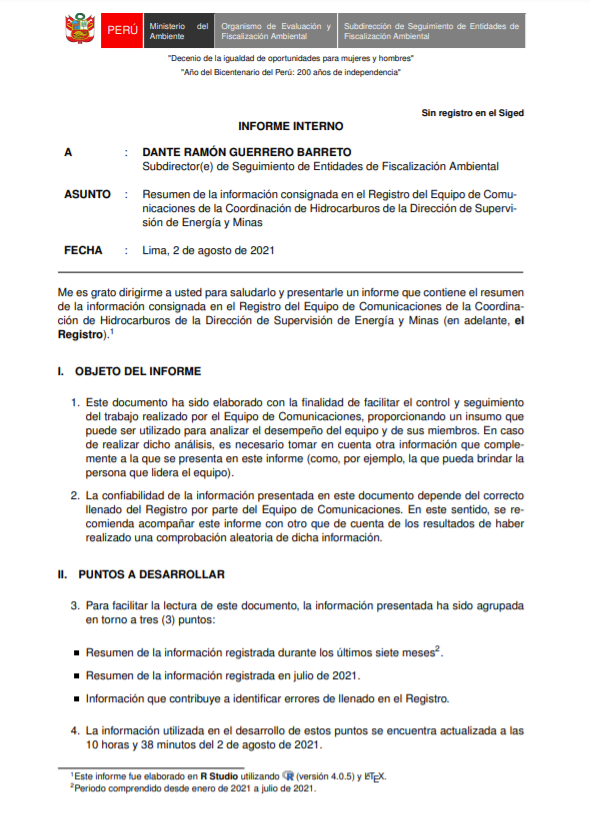 PERÚ
Ministerio del
Ambiente
Organismo de Evaluación y
Fiscalización Ambiental
Subdirección de Seguimiento de Entidades de
Fiscalización Ambiental
"Decenio de la igualdad de oportunidades para mujeres y hombres"
"Año del Bicentenario del Perú: 200 años de independencia"
Sin registro en el Siged
INFORME INTERNO
A : DANTE RAMÓN GUERRERO BARRETO
Subdirector(e) de Seguimiento de Entidades de Fiscalización Ambiental
ASUNTO : Resumen de la información consignada en el Registro del Equipo de Comu-
nicaciones de la Coordinación de Hidrocarburos de la Dirección de Supervi-
sión de Energía y Minas
FECHA : Lima, 2 de agosto de 2021
Me es grato dirigirme a usted para saludarlo y presentarle un informe que contiene el resumen
de la información consignada en el Registro del Equipo de Comunicaciones de la Coordina-
ción de Hidrocarburos de la Dirección de Supervisión de Energía y Minas (en adelante, el
Registro).1
I. OBJETO DEL INFORME
1. Este documento ha sido elaborado con la finalidad de facilitar el control y seguimiento
del trabajo realizado por el Equipo de Comunicaciones, proporcionando un insumo que
puede ser utilizado para analizar el desempeño del equipo y de sus miembros. En caso
de realizar dicho análisis, es necesario tomar en cuenta otra información que comple-
mente a la que se presenta en este informe (como, por ejemplo, la que pueda brindar la
persona que lidera el equipo).
2. La confiabilidad de la información presentada en este documento depende del correcto
llenado del Registro por parte del Equipo de Comunicaciones. En este sentido, se re-
comienda acompañar este informe con otro que de cuenta de los resultados de haber
realizado una comprobación aleatoria de dicha información.
II. PUNTOS A DESARROLLAR
3. Para facilitar la lectura de este documento, la información presentada ha sido agrupada
en torno a tres (3) puntos:
■ Resumen de la información registrada durante los últimos siete meses2.
■ Resumen de la información registrada en julio de 2021.
■ Información que contribuye a identificar errores de llenado en el Registro.
4. La información utilizada en el desarrollo de estos puntos se encuentra actualizada a las
10 horas y 38 minutos del 2 de agosto de 2021.
1Este informe fue elaborado en R Studio utilizando R (versión 4.0.5) y LATEX.
2Periodo comprendido desde enero de 2021 a julio de 2021.